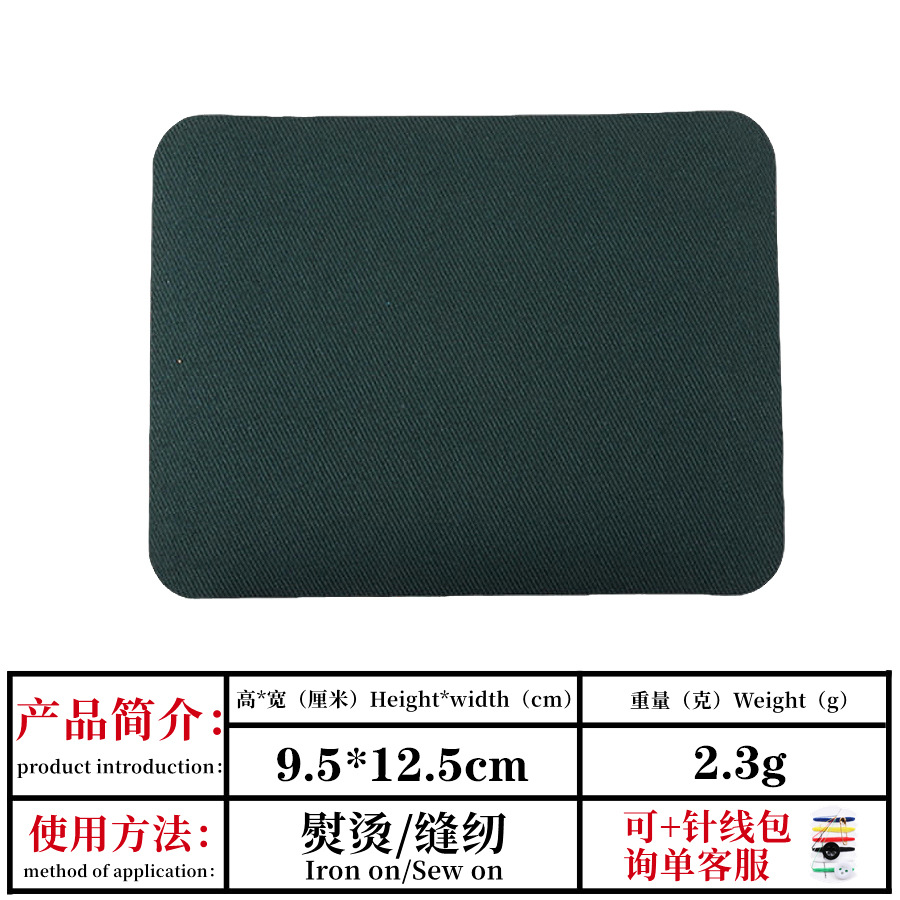 产品简介:
product introduction:
高*宽（厘米）Height*width（cm）
9.5*12.5cm
重量（克）Weight（g）
2.3g
使用方法:
method of application:
熨烫/缝纫
Iron on/Sew on
可+针线包
询单客服